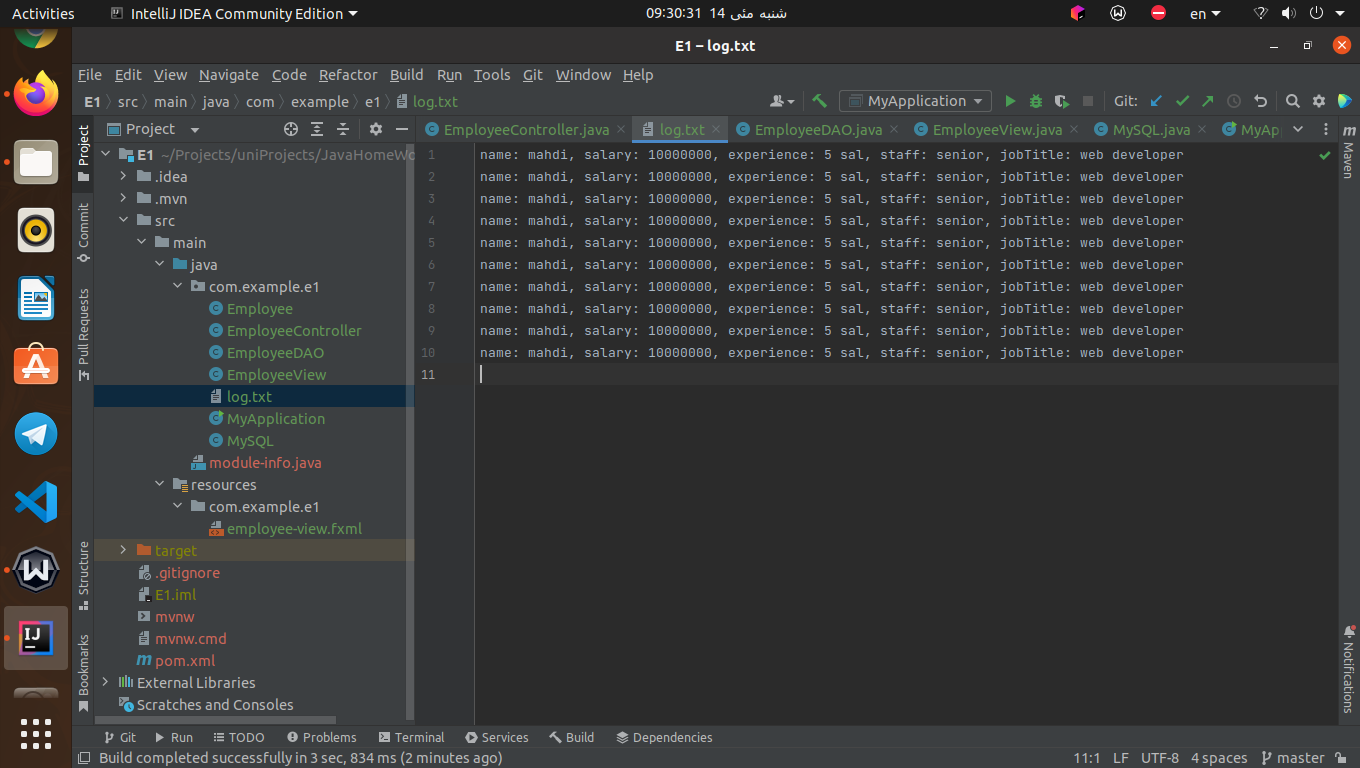 Activities
IntelliJ IDEA Community Edition
شنبه مئی 14  09:30:31
en
E1 – log.txt
File Edit View Navigate Code Refactor Build Run Tools Git Window Help
E1 src main java com example e1 log.txt
MyApplication
Git:
Project
EmployeeController.java
log.txt
EmployeeDAO.java
EmployeeView.java
MySQL.java
MyAp
Project
Commit
Pull Requests
Structure
Bookmarks
E1 ~/Projects/uniProjects/JavaHomeWo
.idea
.mvn
src
main
java
com.example.e1
Employee
EmployeeController
EmployeeDAO
EmployeeView
log.txt
MyApplication
MySQL
module-info.java
resources
com.example.e1
employee-view.fxml
target
.gitignore
E1.iml
mvnw
mvnw.cmd
pom.xml
External Libraries
Scratches and Consoles
1 name: mahdi, salary: 10000000, experience: 5 sal, staff: senior, jobTitle: web developer
2 name: mahdi, salary: 10000000, experience: 5 sal, staff: senior, jobTitle: web developer
3 name: mahdi, salary: 10000000, experience: 5 sal, staff: senior, jobTitle: web developer
4 name: mahdi, salary: 10000000, experience: 5 sal, staff: senior, jobTitle: web developer
5 name: mahdi, salary: 10000000, experience: 5 sal, staff: senior, jobTitle: web developer
6 name: mahdi, salary: 10000000, experience: 5 sal, staff: senior, jobTitle: web developer
7 name: mahdi, salary: 10000000, experience: 5 sal, staff: senior, jobTitle: web developer
8 name: mahdi, salary: 10000000, experience: 5 sal, staff: senior, jobTitle: web developer
9 name: mahdi, salary: 10000000, experience: 5 sal, staff: senior, jobTitle: web developer
10 name: mahdi, salary: 10000000, experience: 5 sal, staff: senior, jobTitle: web developer
11
Maven
Notifications
Git Run TODO Problems Terminal Services Build Dependencies
Build completed successfully in 3 sec, 834 ms (2 minutes ago)
11:1 LF UTF-8 4 spaces master